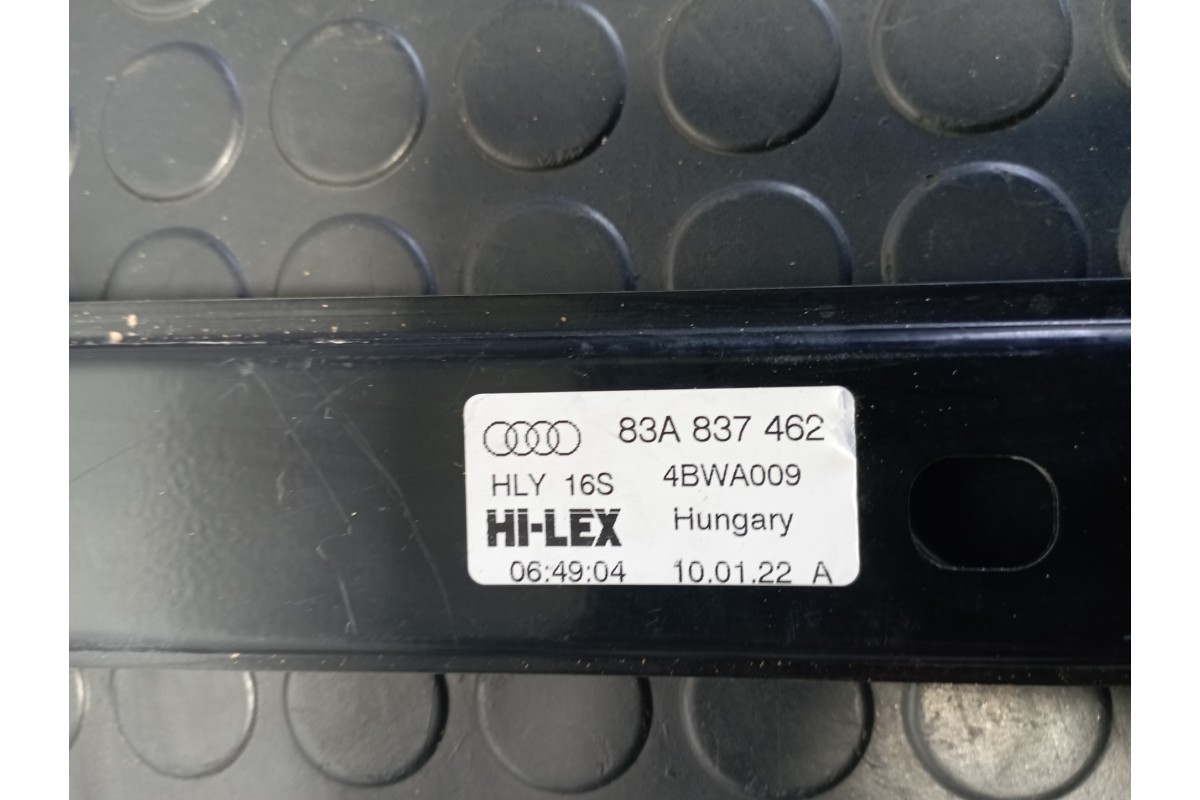 83A 837 462
HLY 16S 4BWA009
HI-LEX Hungary
06:49:04 10.01.22 A